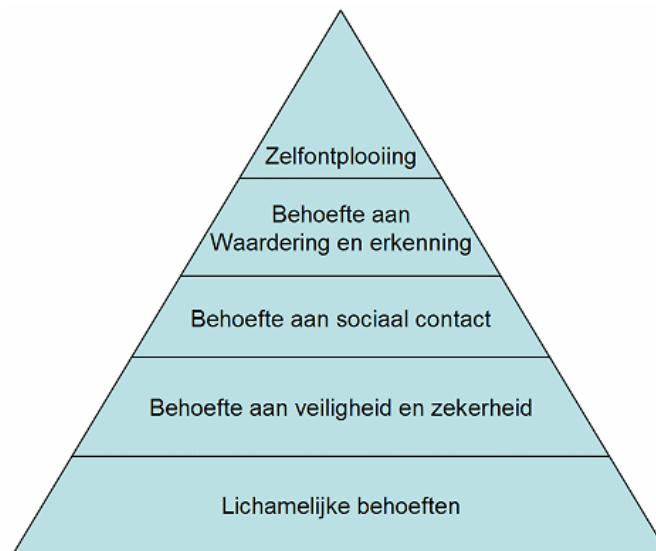 Zelfontplooiing
Behoefte aan
Waardering en erkenning
Behoefte aan sociaal contact
Behoefte aan veiligheid en zekerheid
Lichamelijke behoeften